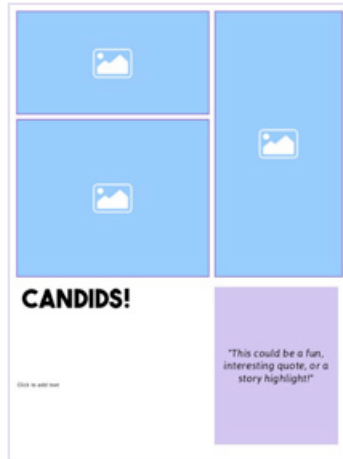 CANDIDS!
Click to add text
"This could be a fun,
interesting quote, or a
story highlight!"